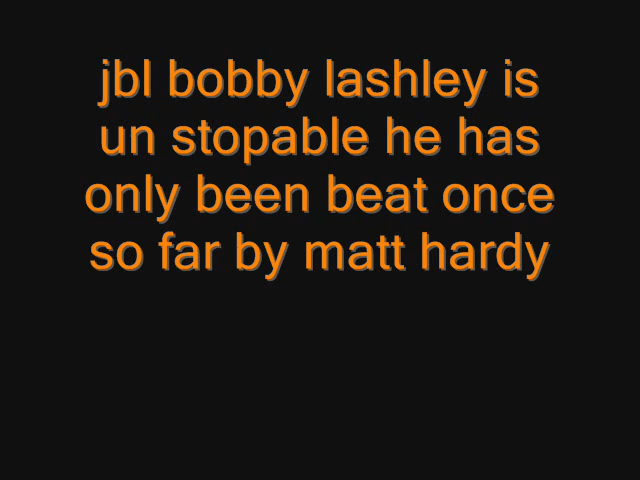 jbl bobby lashley is
un stopable he has
only been beat once
so far by matt hardy